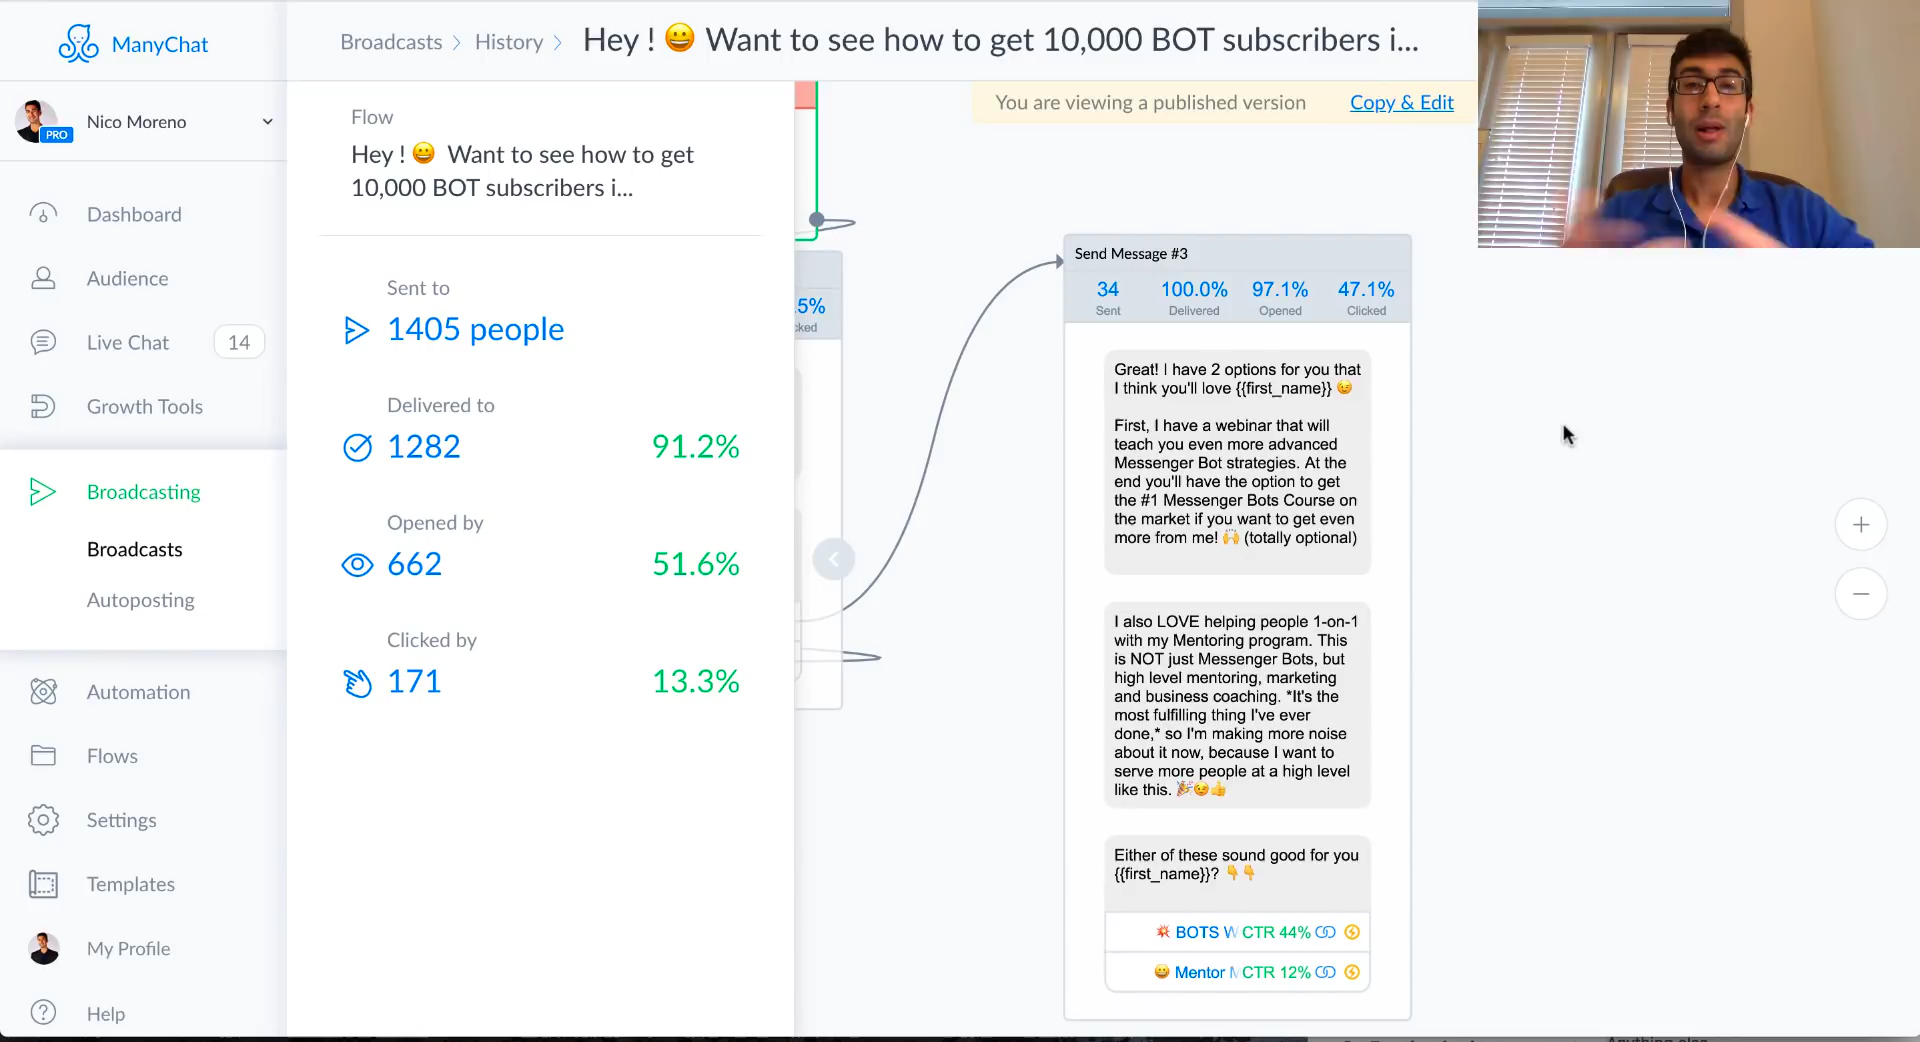 ManyChat
Broadcasts > History > Hey ! 😀 Want to see how to get 10,000 BOT subscribers i...
Nico Moreno
PRO
Dashboard
Audience
Live Chat 14
Growth Tools
Broadcasting
Broadcasts
Autoposting
Automation
Flows
Settings
Templates
My Profile
Help
Flow
Hey ! 😀 Want to see how to get
10,000 BOT subscribers i...
Sent to
1405 people
Delivered to
1282 91.2%
Opened by
662 51.6%
Clicked by
171 13.3%
You are viewing a published version Copy & Edit
.5%
cked
Send Message #3
34 100.0% 97.1% 47.1%
Sent Delivered Opened Clicked
Great! I have 2 options for you that
I think you'll love {{first_name}} 😉
First, I have a webinar that will
teach you even more advanced
Messenger Bot strategies. At the
end you'll have the option to get
the #1 Messenger Bots Course on
the market if you want to get even
more from me! 🙌 (totally optional)
I also LOVE helping people 1-on-1
with my Mentoring program. This
is NOT just Messenger Bots, but
high level mentoring, marketing
and business coaching. *It's the
most fulfilling thing I've ever
done,* so I'm making more noise
about it now, because I want to
serve more people at a high level
like this. 🎉😉👍
Either of these sound good for you
{{first_name}}? 👇👇
💥 BOTS W CTR 44%
😀 Mentor M CTR 12%